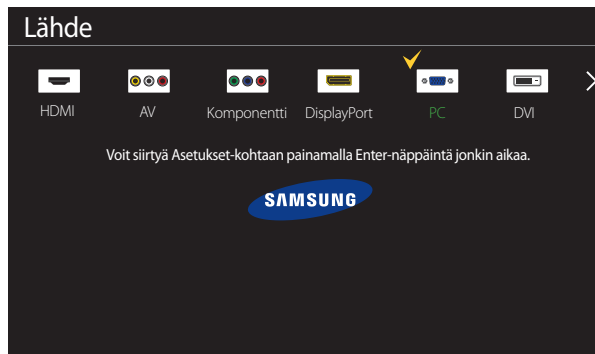 Lähde
HDMI AV Komponentti DisplayPort PC DVI
Voit siirtyä Asetukset-kohtaan painamalla Enter-näppäintä jonkin aikaa.
SAMSUNG